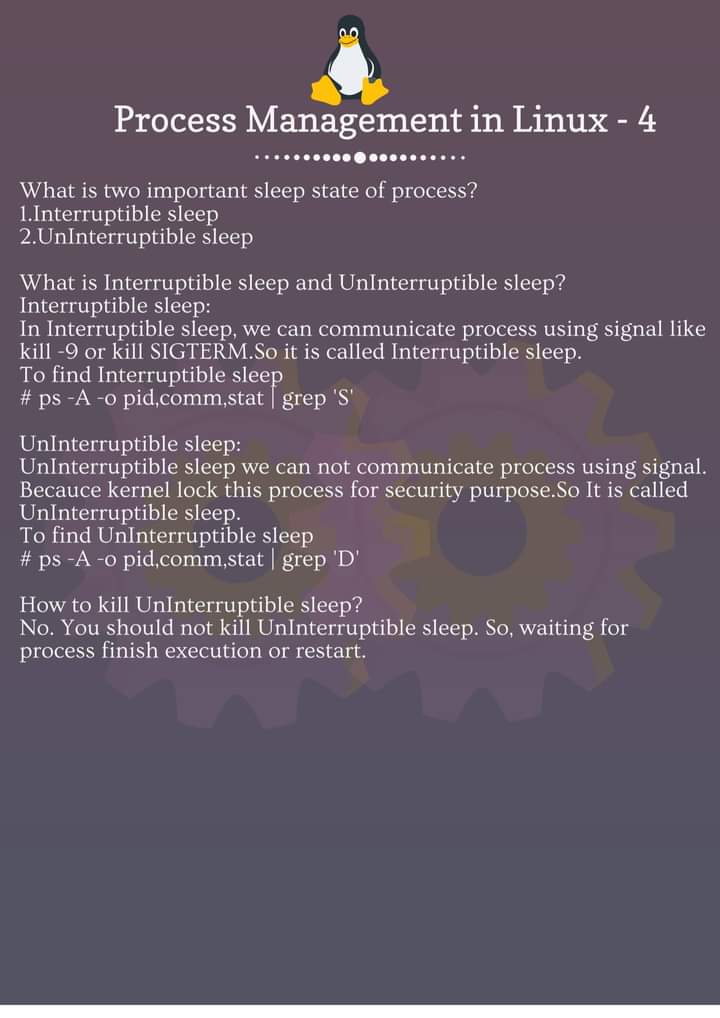 Process Management in Linux - 4
What is two important sleep state of process?
1.Interruptible sleep
2.UnInterruptible sleep
What is Interruptible sleep and UnInterruptible sleep?
Interruptible sleep:
In Interruptible sleep, we can communicate process using signal like
kill -9 or kill SIGTERM.So it is called Interruptible sleep.
To find Interruptible sleep
# ps -A -o pid,comm,stat | grep 'S'
UnInterruptible sleep:
UnInterruptible sleep we can not communicate process using signal.
Becauce kernel lock this process for security purpose.So It is called
UnInterruptible sleep.
To find UnInterruptible sleep
# ps -A -o pid,comm,stat | grep 'D'
How to kill UnInterruptible sleep?
No. You should not kill UnInterruptible sleep. So, waiting for
process finish execution or restart.